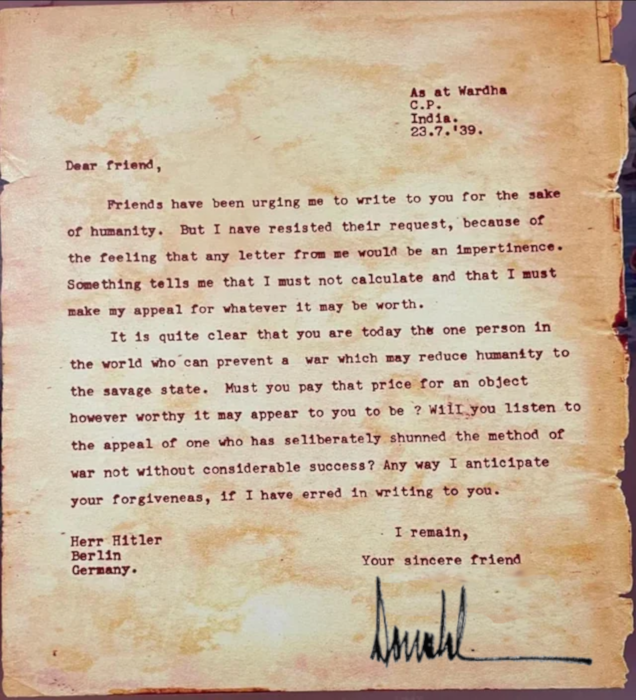 As at Wardha
C.P.
India.
23.7.'39.
Dear friend,
Friends have been urging me to write to you for the sake
of humanity. But I have resisted their request, because of
the feeling that any letter from me would be an impertinence.
Something tells me that I must not calculate and that I must
make my appeal for whatever it may be worth.
It is quite clear that you are today the one person in
the world who can prevent a war which may reduce humanity to
the savage state. Must you pay that price for an object
however worthy it may appear to you to be ? Will you listen to
the appeal of one who has seliberately shunned the method of
war not without considerable success? Any way I anticipate
your forgiveneas, if I have erred in writing to you.
I remain,
Your sincere friend
Herr Hitler
Berlin
Germany.
Donald